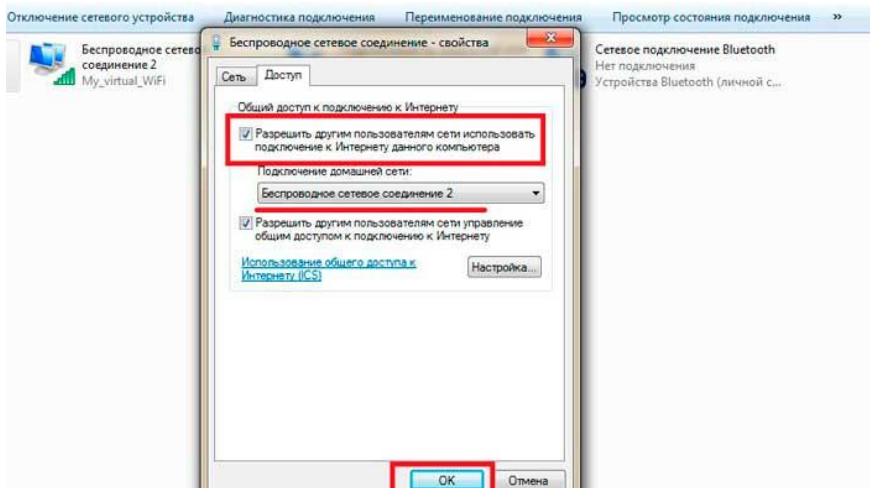 Отключение сетевого устройства Диагностика подключения Переименование подключения Просмотр состояния подключения »
Беспроводное сетево
соединение 2
My_virtual_WiFi
Беспроводное сетевое соединение - свойства
Сеть Доступ
Общий доступ к подключению к Интернету
Разрешить другим пользователям сети использовать
подключение к Интернету данного компьютера
Подключение домашней сети:
Беспроводное сетевое соединение 2
Разрешить другим пользователям сети управление
общим доступом к подключению к Интернету
Использование общего доступа к
Интернету (ICS)
Настройка...
OK Отмена
Сетевое подключение Bluetooth
Нет подключения
Устройства Bluetooth (личной с...